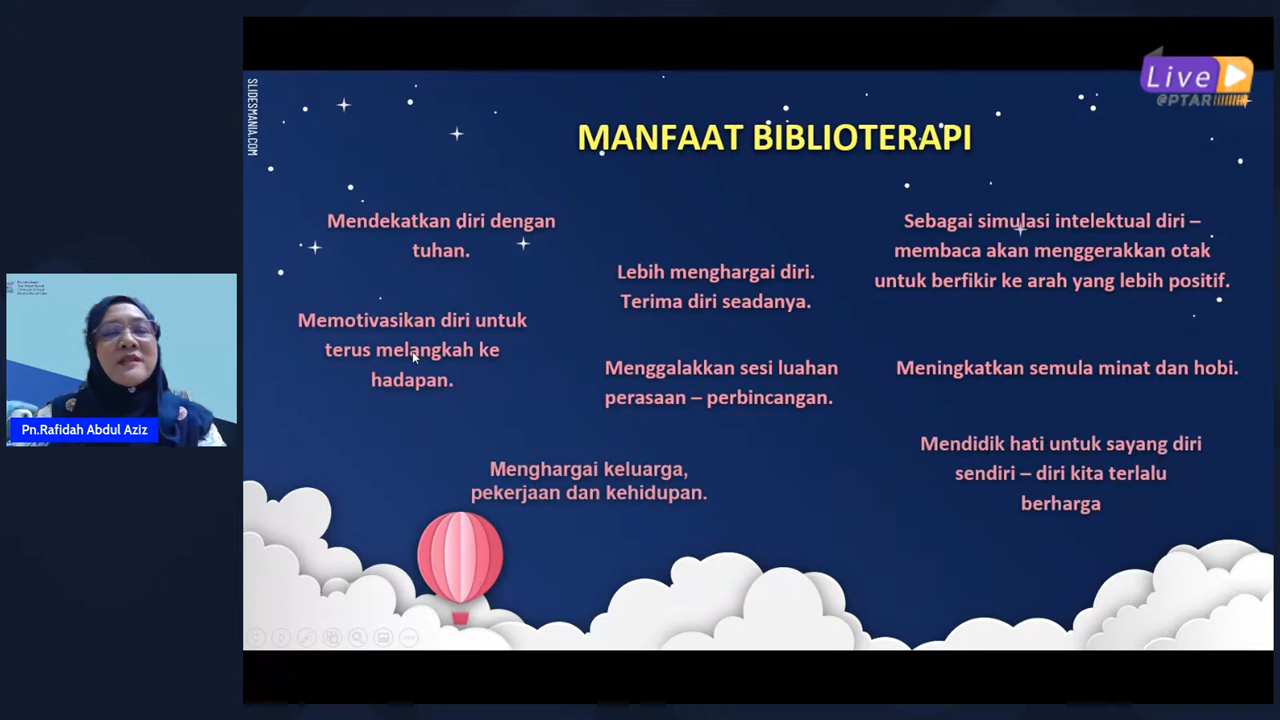 SLIDESMANIA.COM
Live
@PTAR
MANFAAT BIBLIOTERAPI
Mendekatkan diri dengan
tuhan.
Memotivasikan diri untuk
terus melangkah ke
hadapan.
Lebih menghargai diri.
Terima diri seadanya.
Menggalakkan sesi luahan
perasaan – perbincangan.
Menghargai keluarga,
pekerjaan dan kehidupan.
Sebagai simulasi intelektual diri –
membaca akan menggerakkan otak
untuk berfikir ke arah yang lebih positif.
Meningkatkan semula minat dan hobi.
Mendidik hati untuk sayang diri
sendiri – diri kita terlalu
berharga
Pn.Rafidah Abdul Aziz